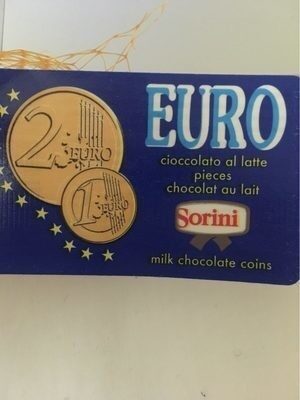 EURO
cioccolato al latte
pieces
chocolat au lait
Sorini
milk chocolate coins
2 EURO
1 EURO